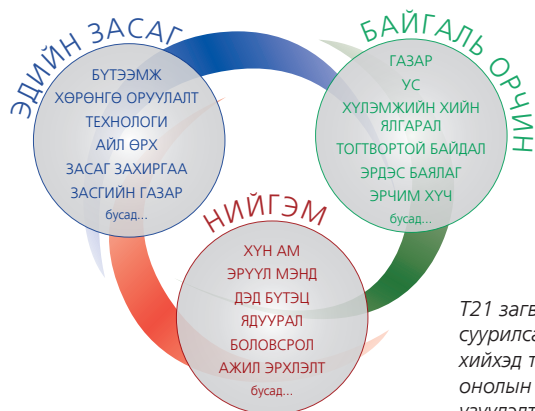 ЭДИЙН ЗАСАГ
БҮТЭЭМЖ
ХӨРӨНГӨ ОРУУЛАЛТ
ТЕХНОЛОГИ
АЙЛ ӨРХ
ЗАСАГ ЗАХИРГАА
ЗАСГИЙН ГАЗАР
бусад...
БАЙГАЛЬ ОРЧИН
ГАЗАР
УС
ХҮЛЭМЖИЙН ХИЙН
ЯЛГАРАЛ
ТОГТВОРТОЙ БАЙДАЛ
ЭРДЭС БАЯЛАГ
ЭРЧИМ ХҮЧ
бусад...
НИЙГЭМ
ХҮН АМ
ЭРҮҮЛ МЭНД
ДЭД БҮТЭЦ
ЯДУУРАЛ
БОЛОВСРОЛ
АЖИЛ ЭРХЛЭЛТ
бусад...
Т21 загв
суурилса
хийхэд т
онолын